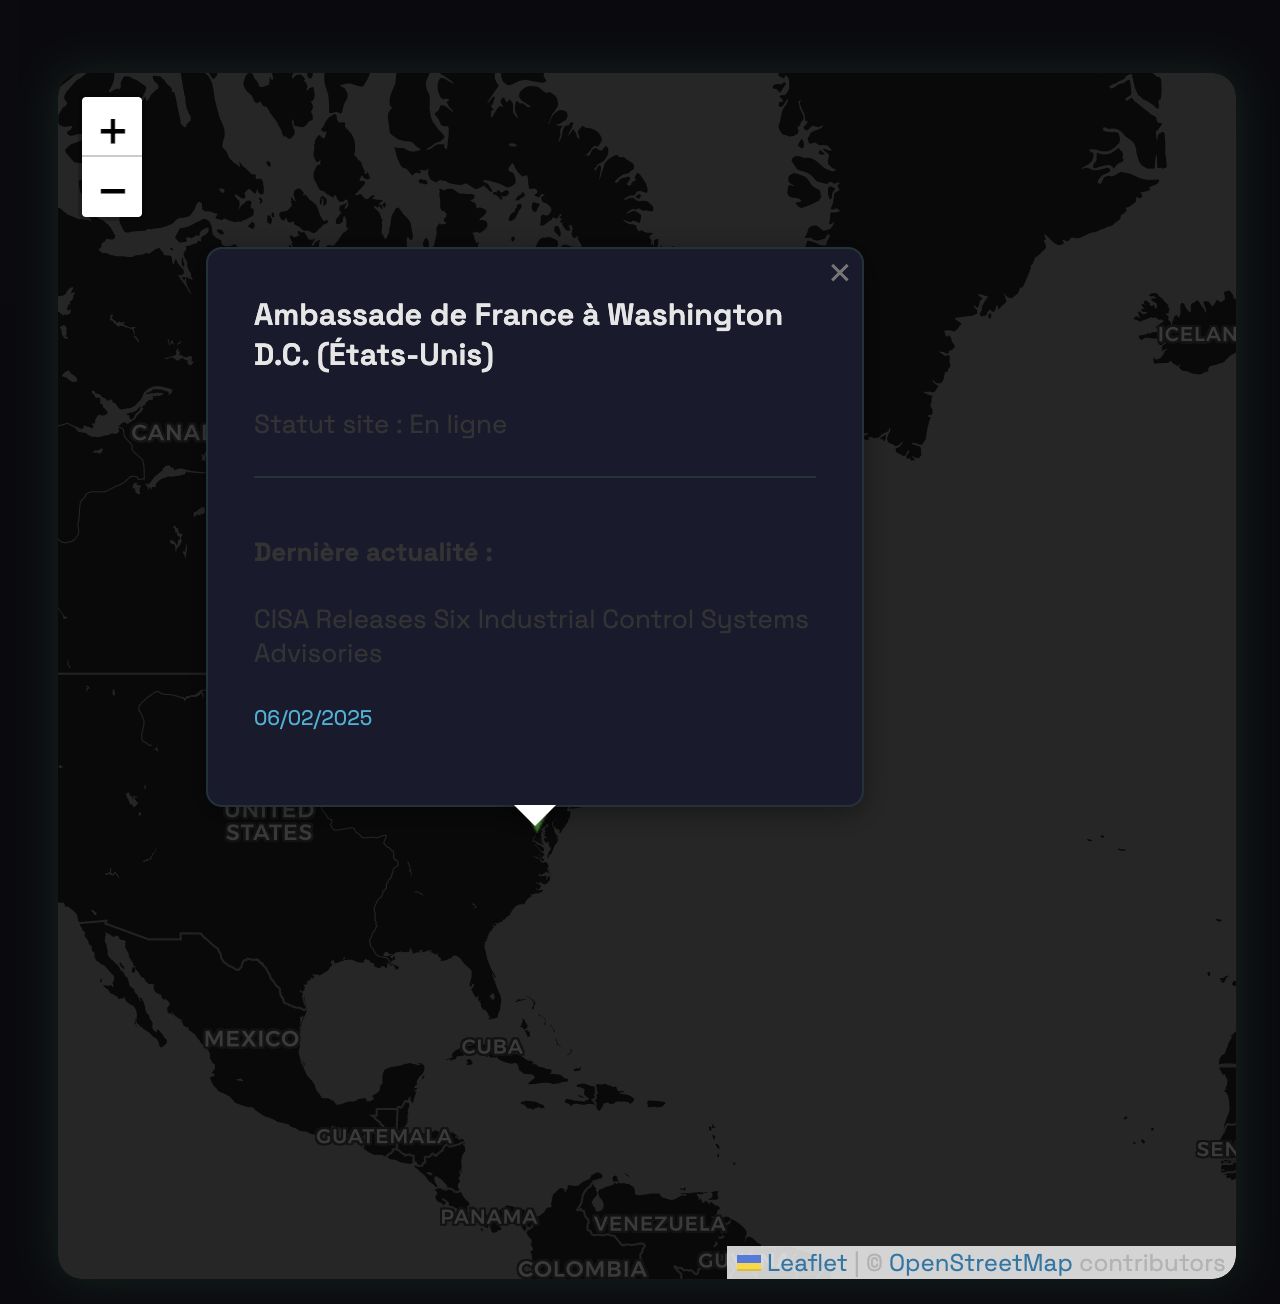 +
−
×
Ambassade de France à Washington
D.C. (États-Unis)
Statut site : En ligne
Dernière actualité :
CISA Releases Six Industrial Control Systems
Advisories
06/02/2025
ICELAN
CANA
UNITED
STATES
MEXICO
CUBA
GUATEMALA
SEN
PANAMA
VENEZUELA
GU
COLOMBIA
Leaflet | © OpenStreetMap contributors